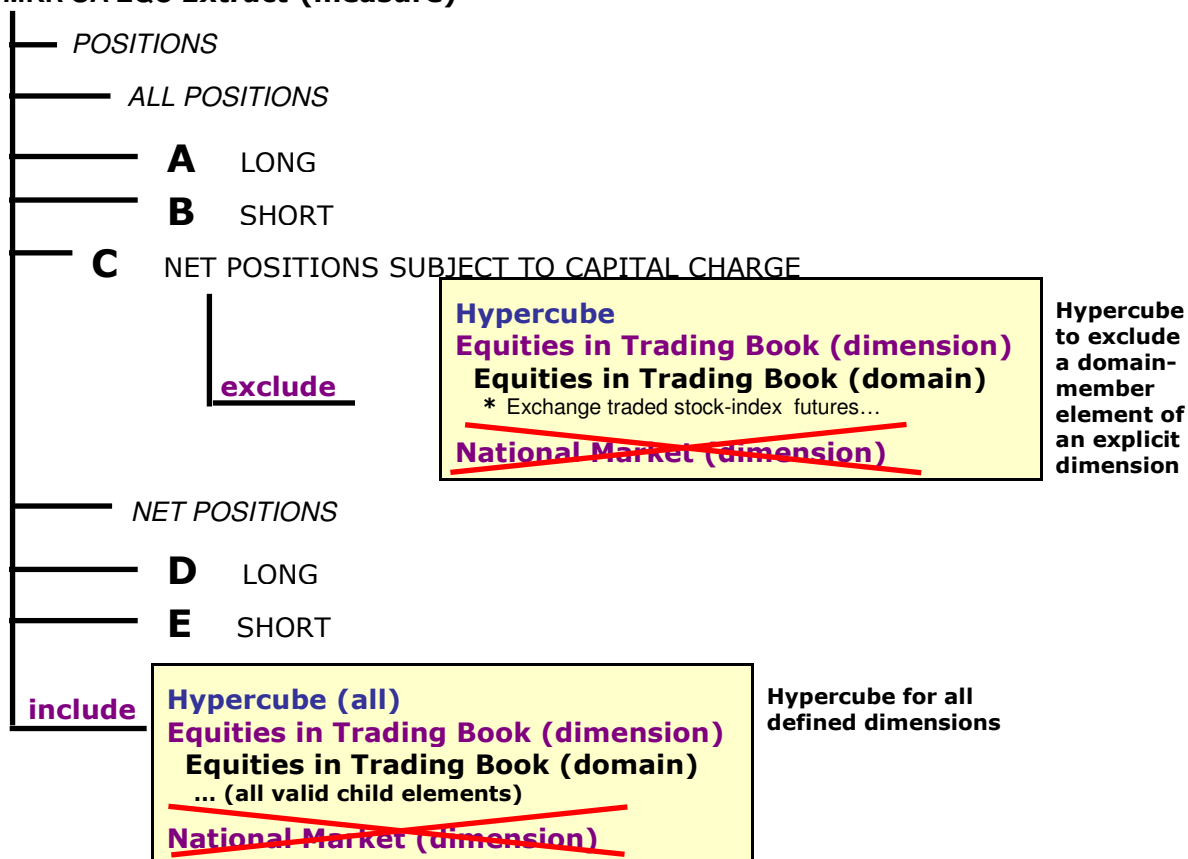 Extract (measure)
POSITIONS
ALL POSITIONS
A LONG
B SHORT
C NET POSITIONS SUBJECT TO CAPITAL CHARGE
Hypercube
Equities in Trading Book (dimension)
Equities in Trading Book (domain)
* Exchange traded stock-index futures...
National Market (dimension)
exclude
Hypercube
to exclude
a domain-
member
element of
an explicit
dimension
NET POSITIONS
D LONG
E SHORT
include
Hypercube (all)
Equities in Trading Book (dimension)
Equities in Trading Book (domain)
... (all valid child elements)
National Market (dimension)
Hypercube for all
defined dimensions